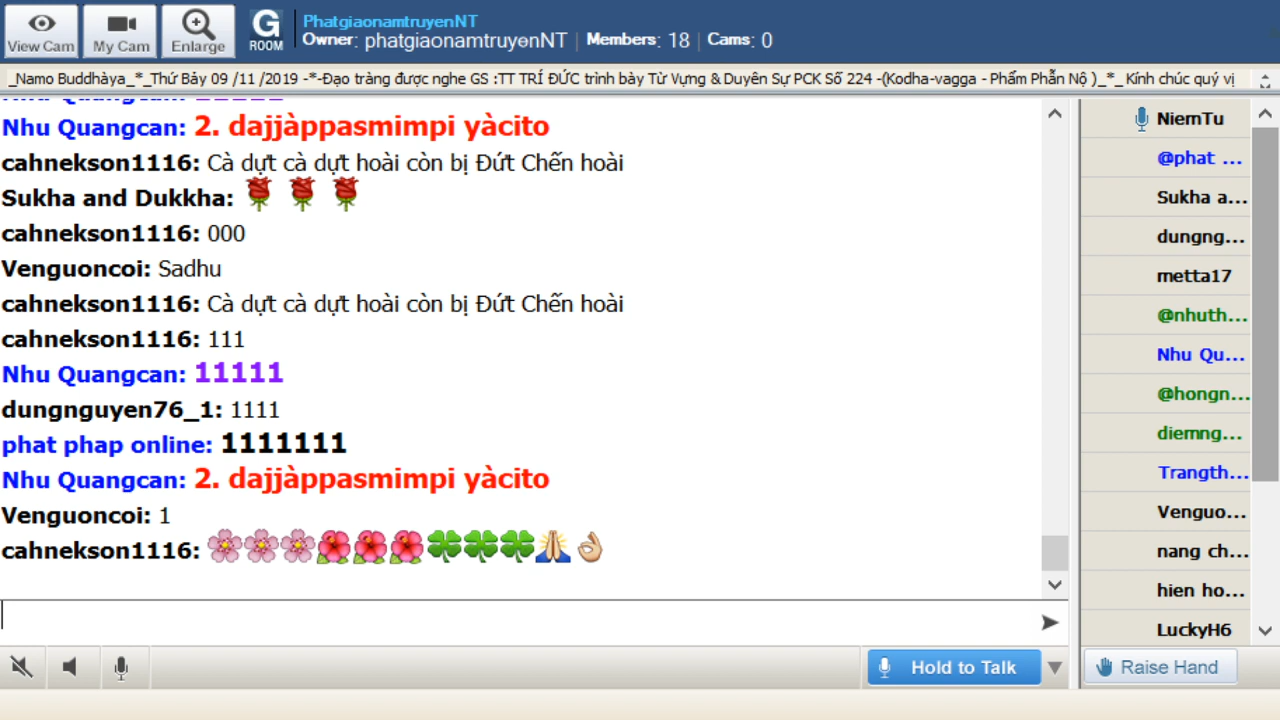 PhatgiaonamtruyenNT
View Cam My Cam Enlarge G ROOM Owner: phatgiaonamtruyenNT | Members: 18 | Cams: 0
_Namo Buddhàya_*_Thứ Bảy 09 /11 /2019 -*-Đạo tràng được nghe GS :TT TRÍ ĐỨC trình bày Từ Vựng & Duyên Sự PCK Số 224 -(Kodha-vagga - Phẩm Phẫn Nộ )_*_ Kính chúc quý vị
Nhu Quangcan: 2. dajjàppasmimpi yàcito
cahnekson1116: Cà dựt cà dựt hoài còn bị Đứt Chến hoài
Sukha and Dukkha: 🌹 🌹 🌹
cahnekson1116: 000
Venguoncoi: Sadhu
cahnekson1116: Cà dựt cà dựt hoài còn bị Đứt Chến hoài
cahnekson1116: 111
Nhu Quangcan: 11111
dungnguyen76_1: 1111
phat phap online: 1111111
Nhu Quangcan: 2. dajjàppasmimpi yàcito
Venguoncoi: 1
cahnekson1116: 🌸🌸🌸🌺🌺🌺🍀🍀🍀🙏👌
NiemTu
@phat ...
Sukha a...
dungng...
metta17
@nhuth...
Nhu Qu...
@hongn...
diemng...
Trangth...
Venguo...
nang ch...
hien ho...
LuckyH6
Hold to Talk
Raise Hand